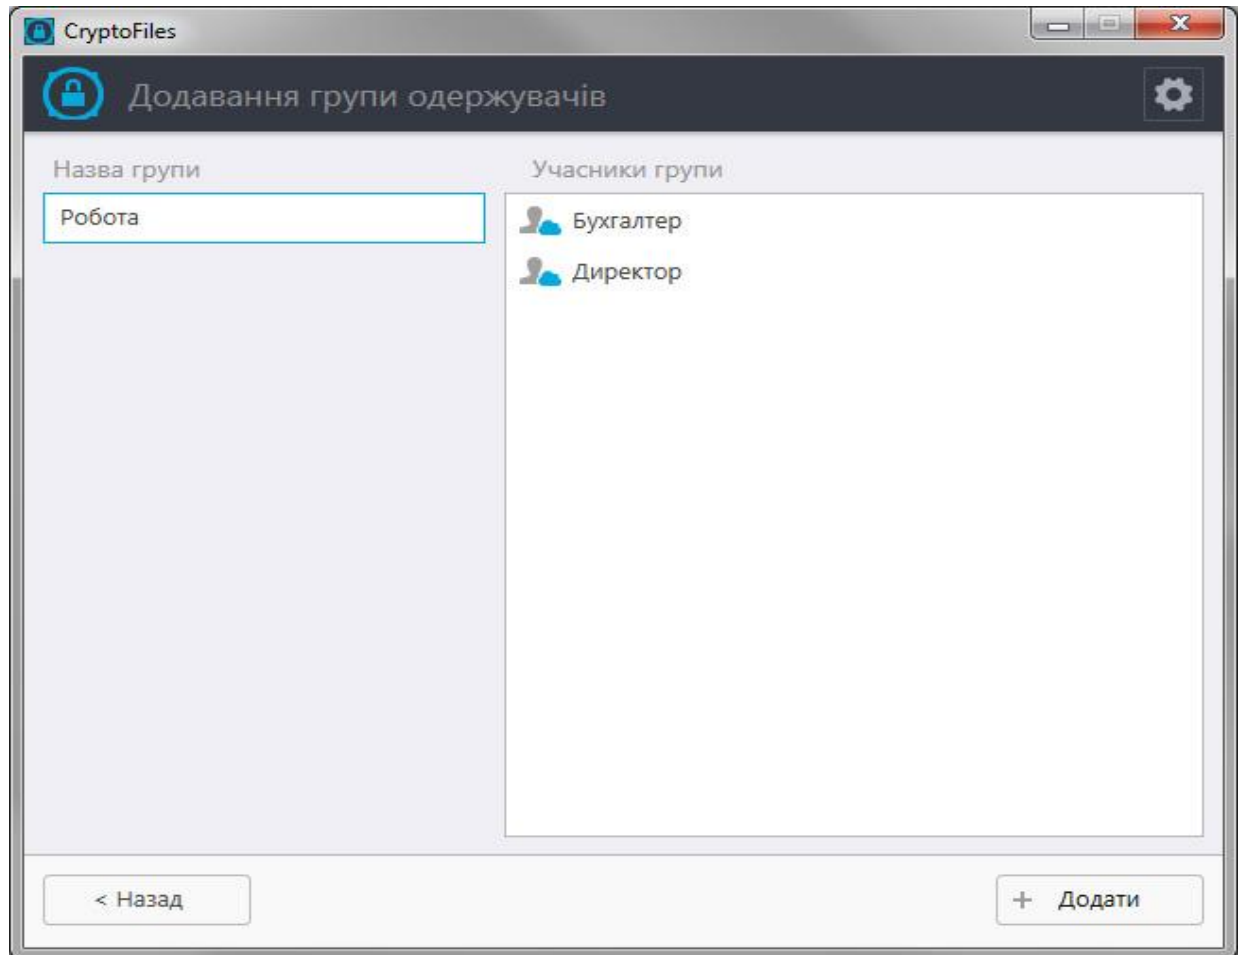 CryptoFiles
Додавання групи одержувачів
Назва групи
Учасники групи
Робота
Бухгалтер
Директор
< Назад
+ Додати